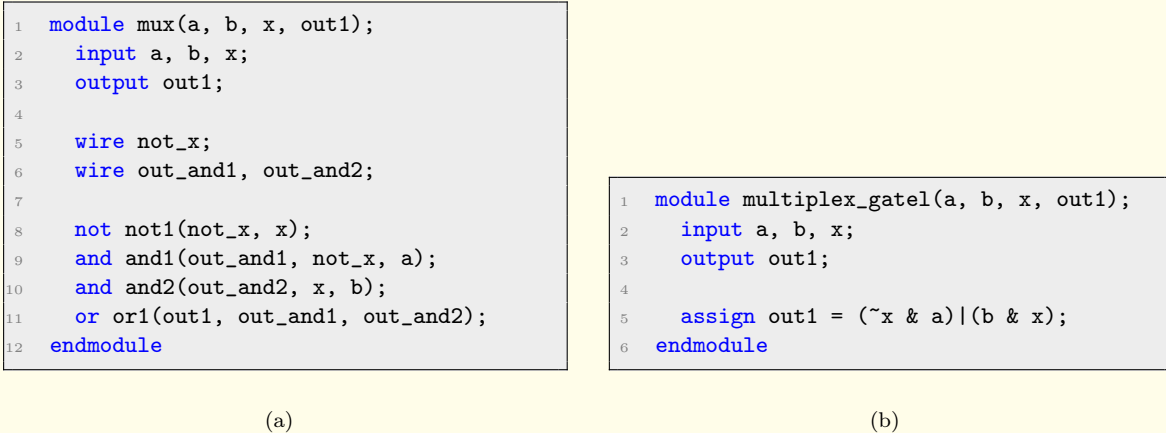 1 module mux(a, b, x, out1);
2 input a, b, x;
3 output out1;
4
5 wire not_x;
6 wire out_and1, out_and2;
7
8 not not1(not_x, x);
9 and and1(out_and1, not_x, a);
10 and and2(out_and2, x, b);
11 or or1(out1, out_and1, out_and2);
12 endmodule
(a)
1 module multiplex_gatel(a, b, x, out1);
2 input a, b, x;
3 output out1;
4
5 assign out1 = (~x & a)|(b & x);
6 endmodule
(b)